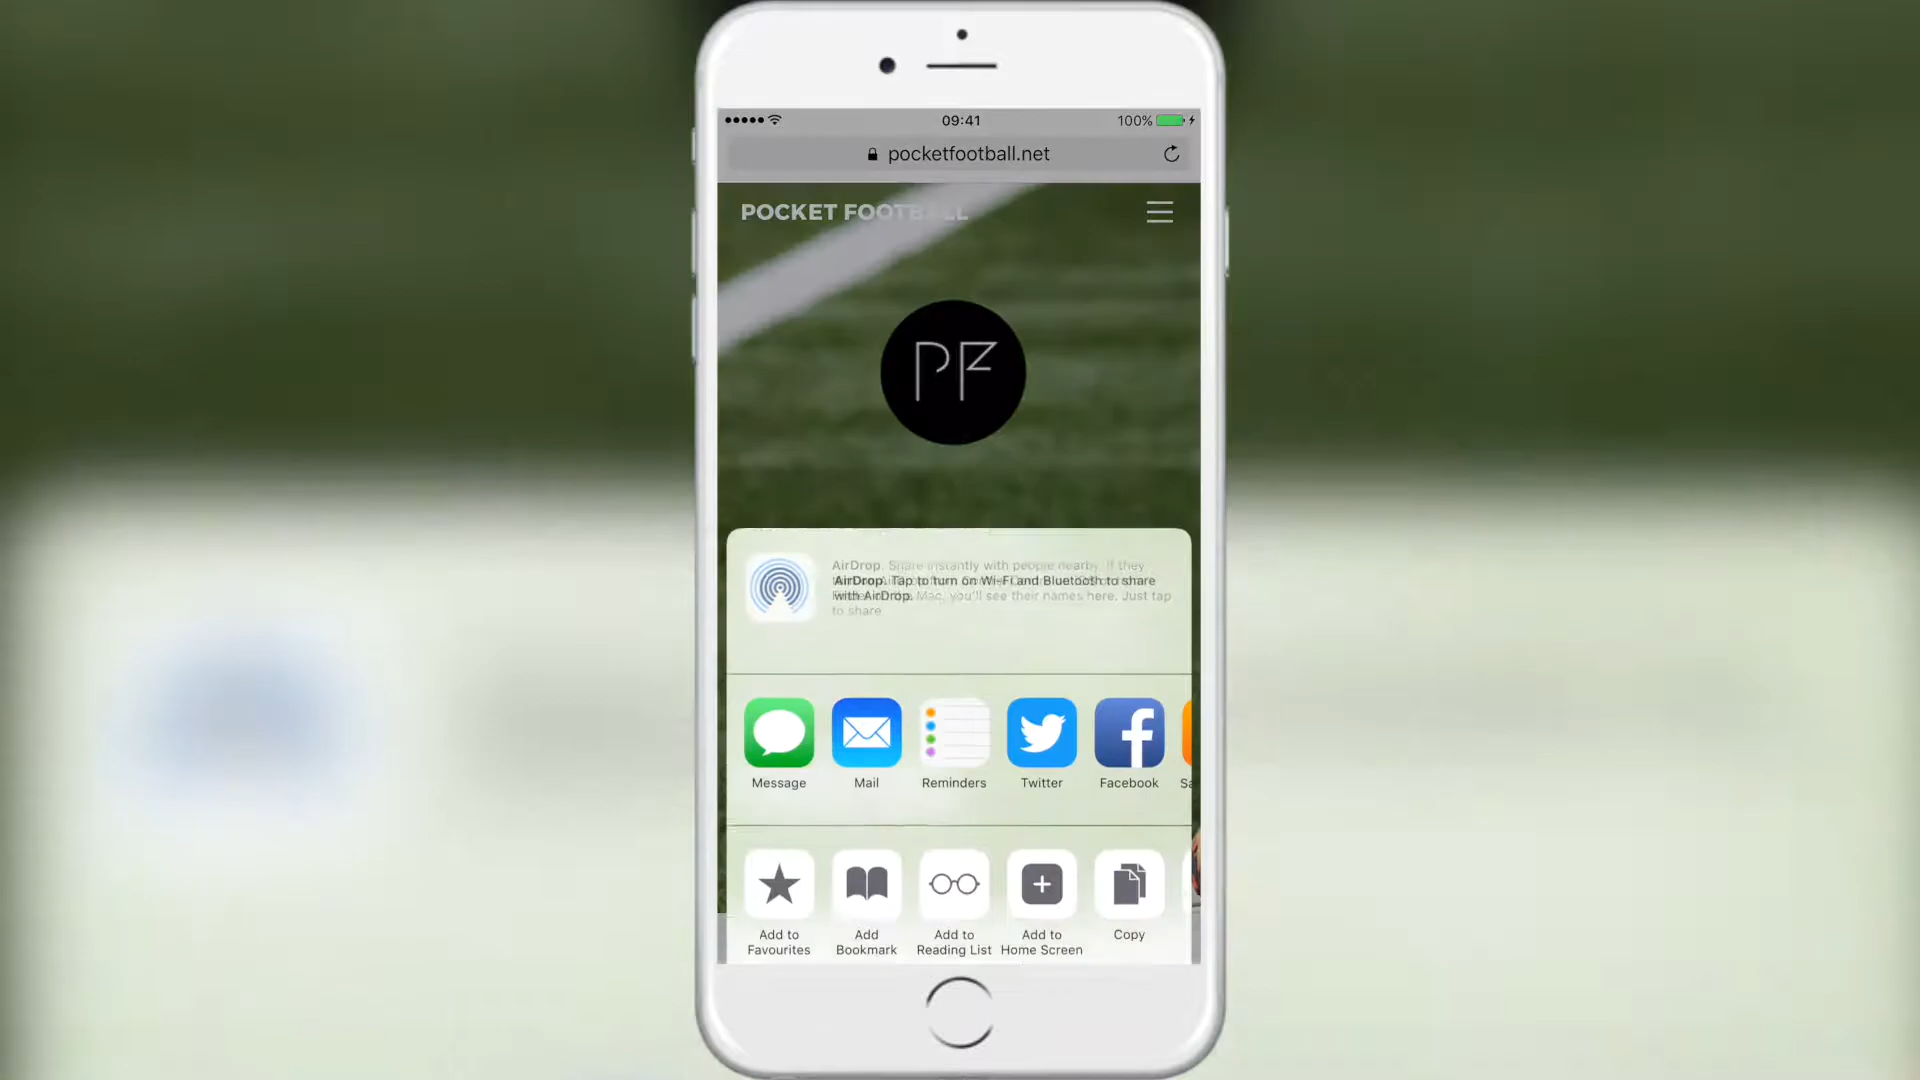 09:41
100%
pocketfootball.net
POCKET FOOTBALL
PF
AirDrop. Share instantly with people nearby. If they
AirDrop. Tap to turn on Wi-Fi and Bluetooth to share
with AirDrop.
Mac, you'll see their names here. Just tap
to share
Message
Mail
Reminders
Twitter
Facebook
Add to
Favourites
Add
Bookmark
Add to
Reading List
Add to
Home Screen
Copy